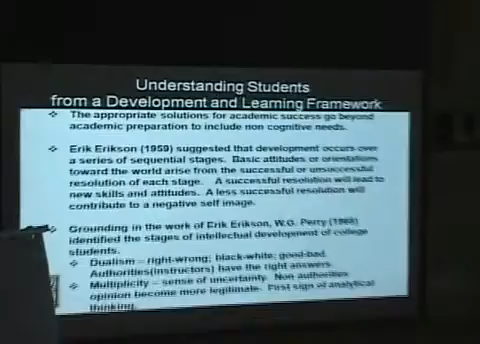 Understanding Students
from a Development and Learning Framework
❖ The appropriate solutions for academic success go beyond
academic preparation to include non cognitive needs.
❖ Erik Erikson (1959) suggested that development occurs over
a series of sequential stages. Basic attitudes or orientations
toward the world arise from the successful or unsuccessful
resolution of each stage. A successful resolution will lead to
new skills and attitudes. A less successful resolution will
contribute to a negative self image.
❖ Grounding in the work of Erik Erikson, W.G. Perry (1968)
identified the stages of intellectual development of college
students.
❖ Dualism – right-wrong; black-white; good-bad
Authorities(instructors) have the right answers
❖ Multiplicity – sense of uncertainty. Non authorities
opinion become more legitimate. First sign of analytical
thinking.